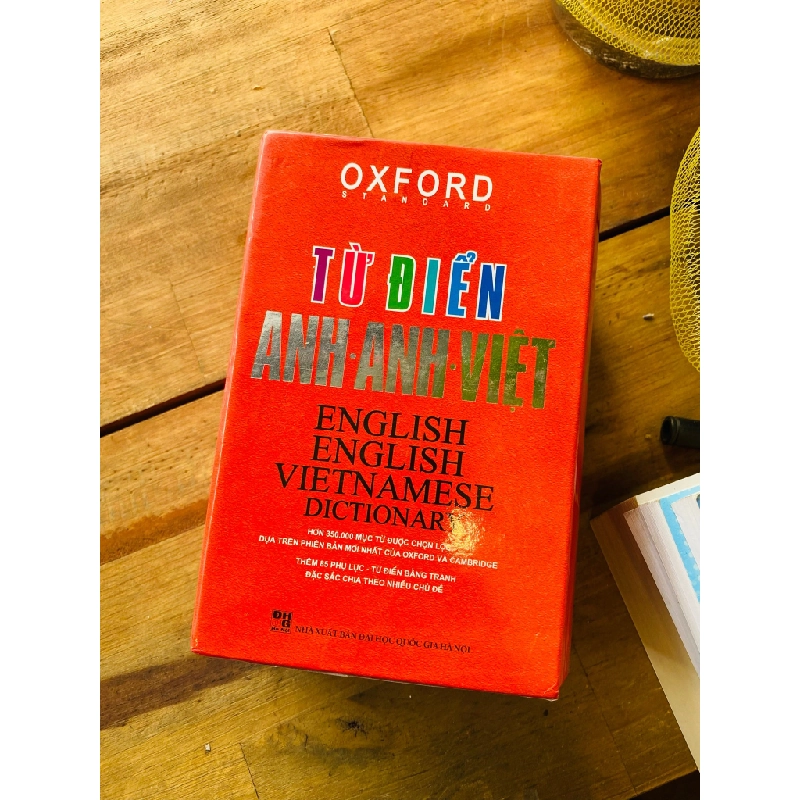 OXFORD
STANDARD
TỪ ĐIỂN
ANH·ANH·VIỆT
ENGLISH
ENGLISH
VIETNAMESE
DICTIONARY
HƠN 350.000 MỤC TỪ ĐƯỢC CHỌN LỌC
DỰA TRÊN PHIÊN BẢN MỚI NHẤT CỦA OXFORD VÀ CAMBRIDGE
THÊM 65 PHỤ LỤC - TỪ ĐIỂN BẰNG TRANH
ĐẶC SẮC CHIA THEO NHIỀU CHỦ ĐỀ
NHÀ XUẤT BẢN ĐẠI HỌC QUỐC GIA HÀ NỘI